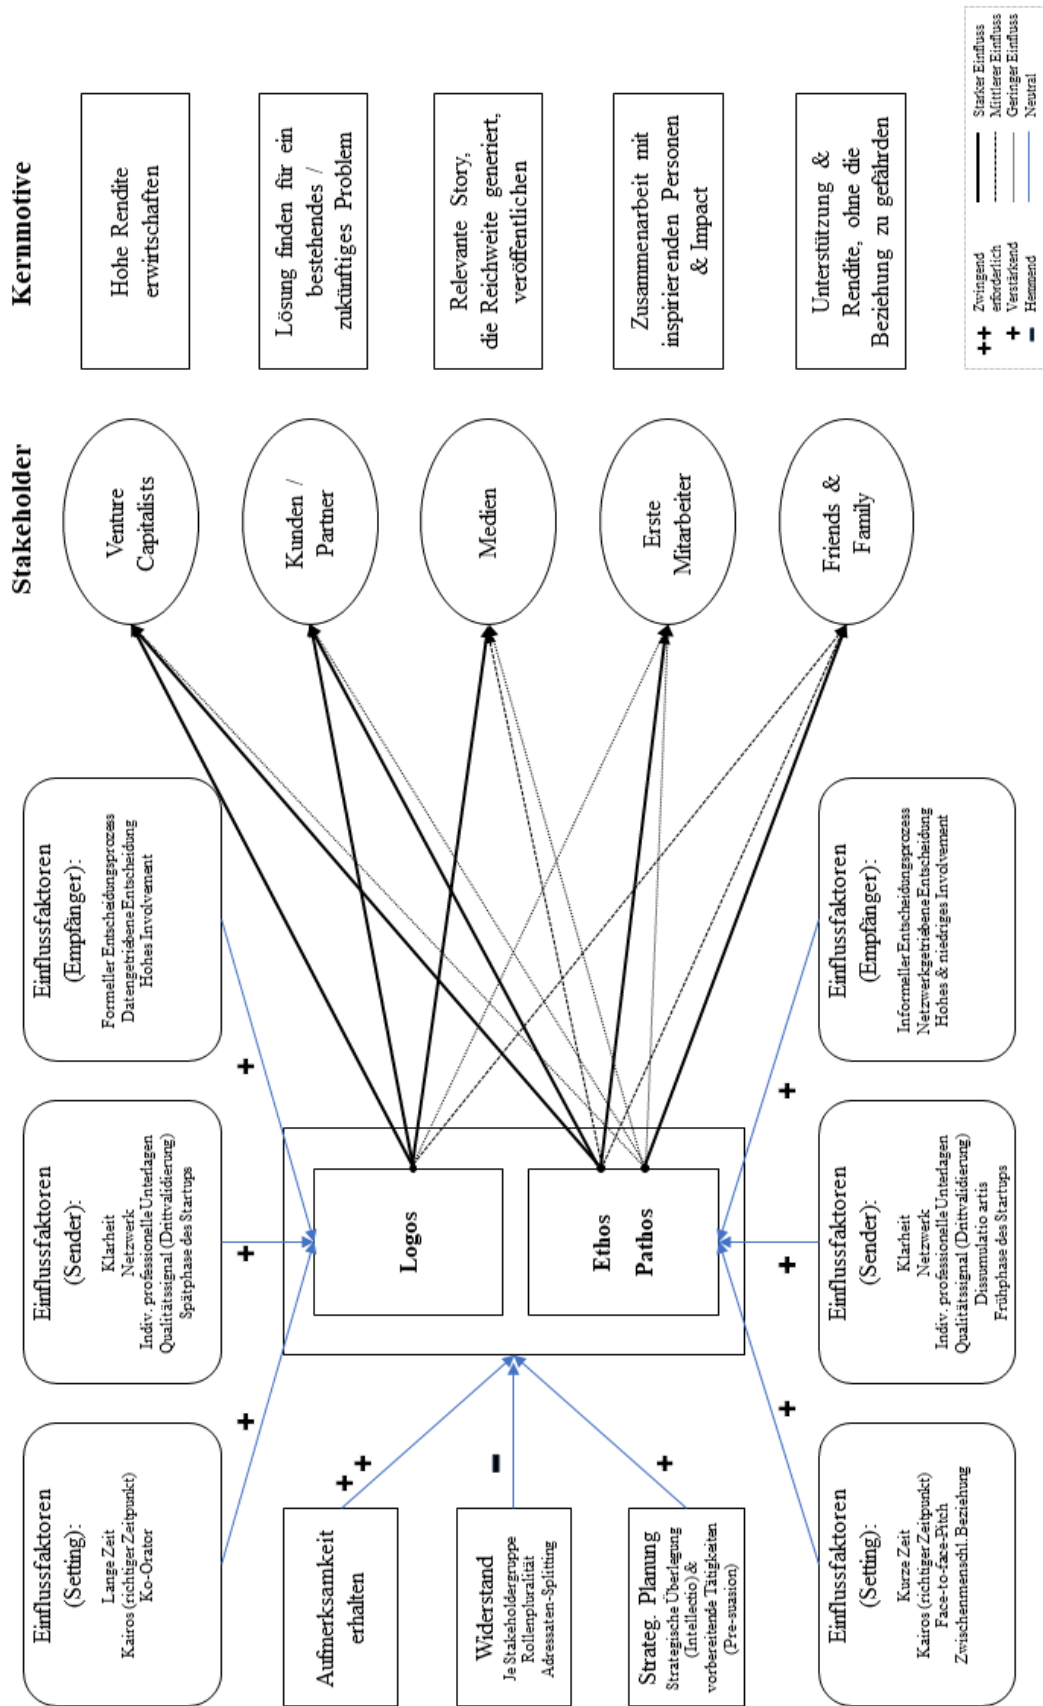 Einflussfaktoren
(Setting):
Lange Zeit
Kairos (richtiger Zeitpunkt)
Ko-Orator
Einflussfaktoren
(Sender):
Klarheit
Netzwerk
Indiv. professionelle Unterlagen
Qualitätssignal (Drittvalidierung)
Spätphase des Startups
Einflussfaktoren
(Empfänger):
Formeller Entscheidungsprozess
Datengetriebene Entscheidung
Hohes Involvement
Stakeholder
Kernmotive
+
+
+
Aufmerksamkeit
erhalten
++
Widerstand
Je Stakeholdergruppe
Rollenpluralität
Adressaten-Splitting
-
Strateg. Planung
Strategische Überlegung
(Intellectio) &
vorbereitende Tätigkeiten
(Pre-suasion)
+
Logos
Ethos
Pathos
Venture
Capitalists
Hohe Rendite
erwirtschaften
Kunden /
Partner
Lösung finden für ein
bestehendes /
zukünftiges Problem
Medien
Relevante Story,
die Reichweite generiert,
veröffentlichen
Erste
Mitarbeiter
Zusammenarbeit mit
inspirierenden Personen
& Impact
Friends &
Family
Unterstützung &
Rendite, ohne die
Beziehung zu gefährden
+
+
+
Einflussfaktoren
(Setting):
Kurze Zeit
Kairos (richtiger Zeitpunkt)
Face-to-face-Pitch
Zwischenmenschl. Beziehung
Einflussfaktoren
(Sender):
Klarheit
Netzwerk
Indiv. professionelle Unterlagen
Qualitätssignal (Drittvalidierung)
Dissumulatio artis
Frühphase des Startups
Einflussfaktoren
(Empfänger):
Informeller Entscheidungsprozess
Netzwerkgetriebene Entscheidung
Hohes & niedriges Involvement
++ Zwingend
erforderlich
+ Verstärkend
- Hemmend
Starker Einfluss
Mittlerer Einfluss
Geringer Einfluss
Neutral